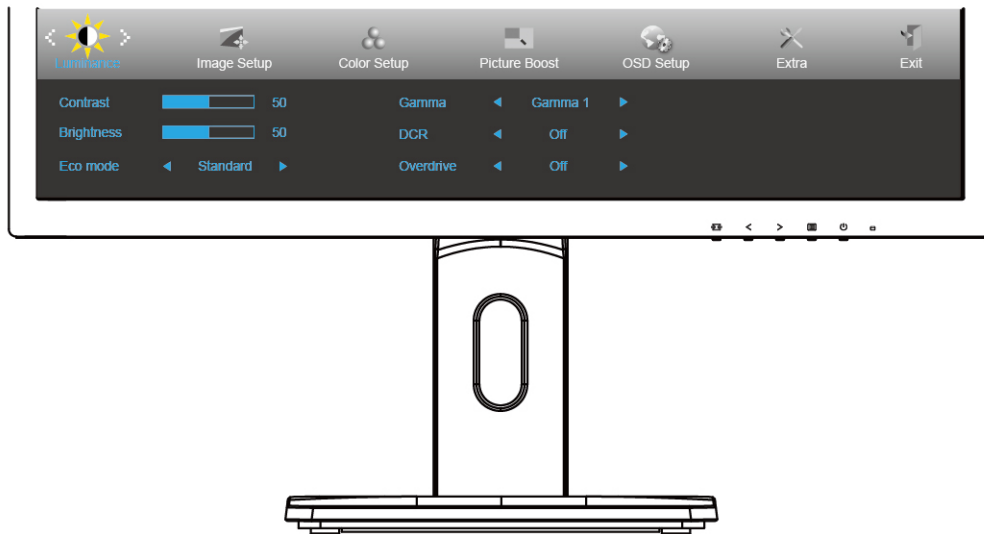 Luminance Image Setup Color Setup Picture Boost OSD Setup Extra Exit
Contrast 50 Gamma Gamma 1
Brightness 50 DCR Off
Eco mode Standard Overdrive Off